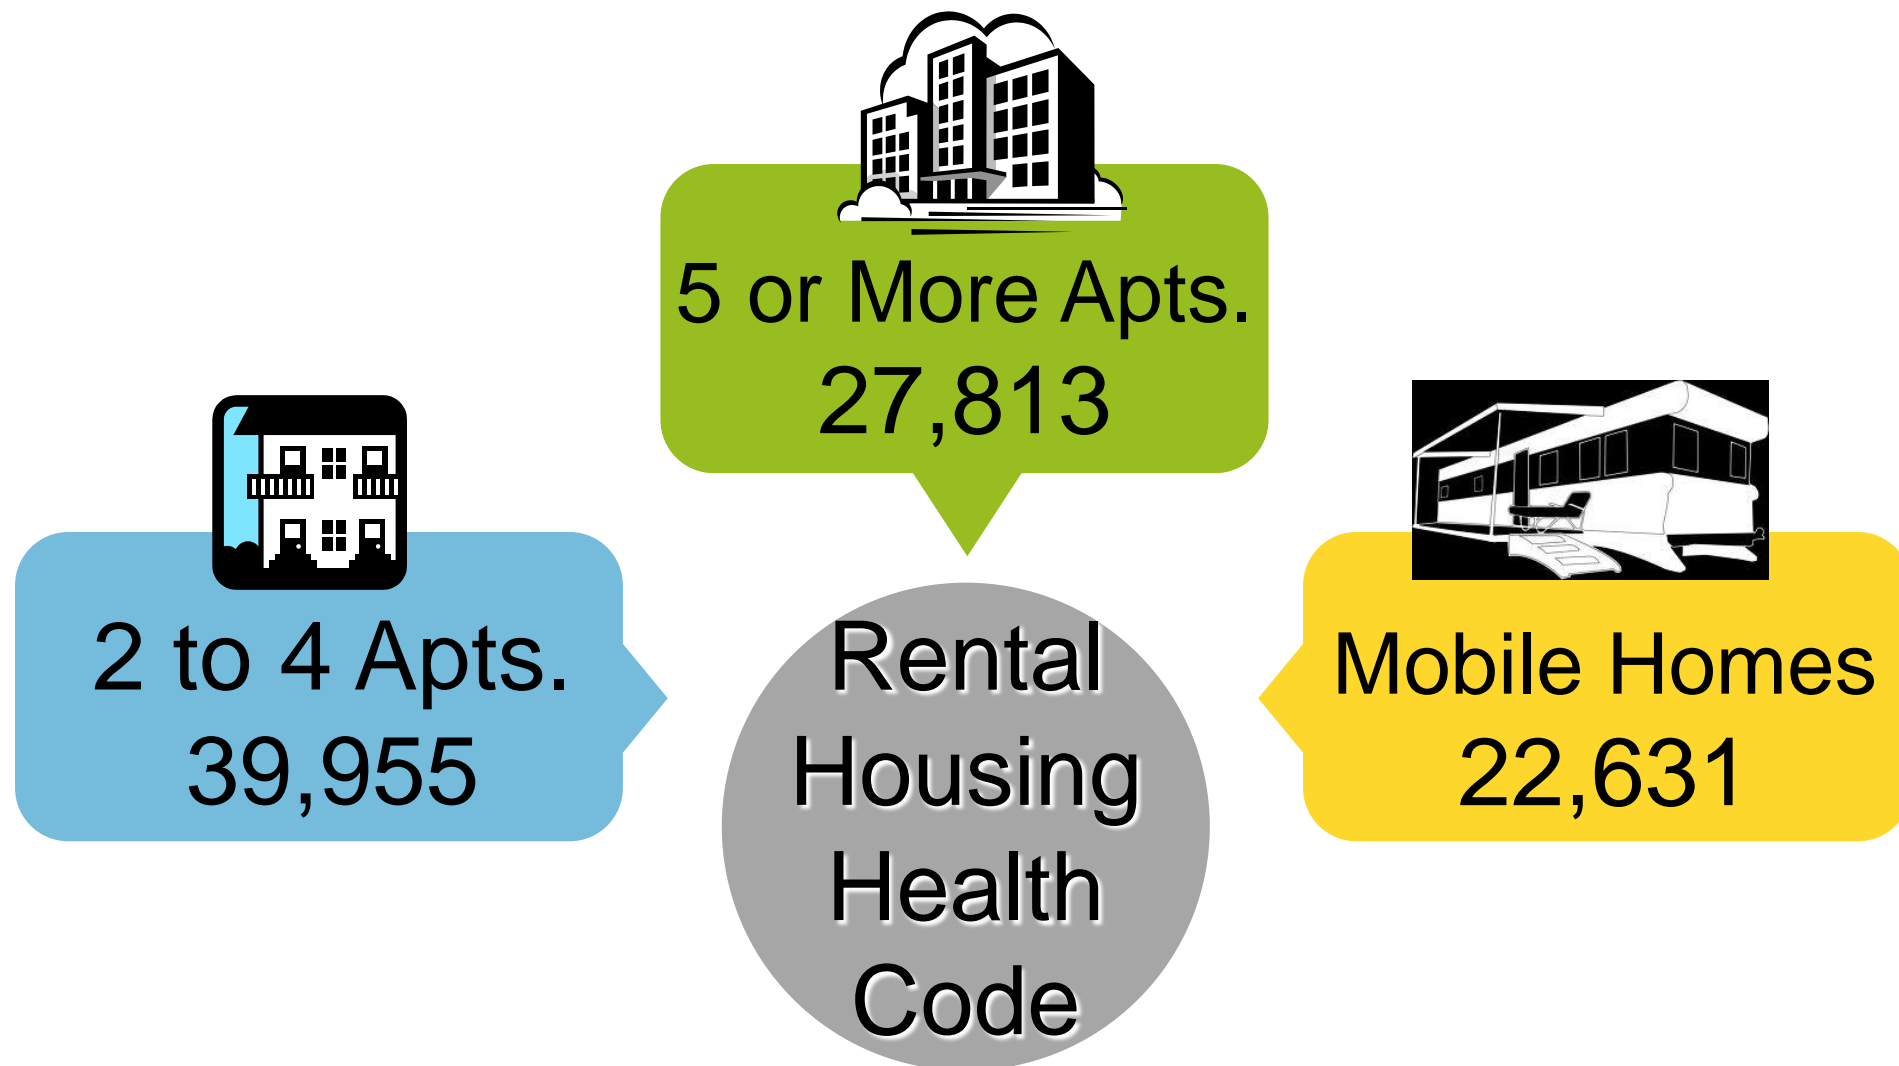 5 or More Apts.
27,813
2 to 4 Apts.
39,955
Mobile Homes
22,631
Rental
Housing
Health
Code